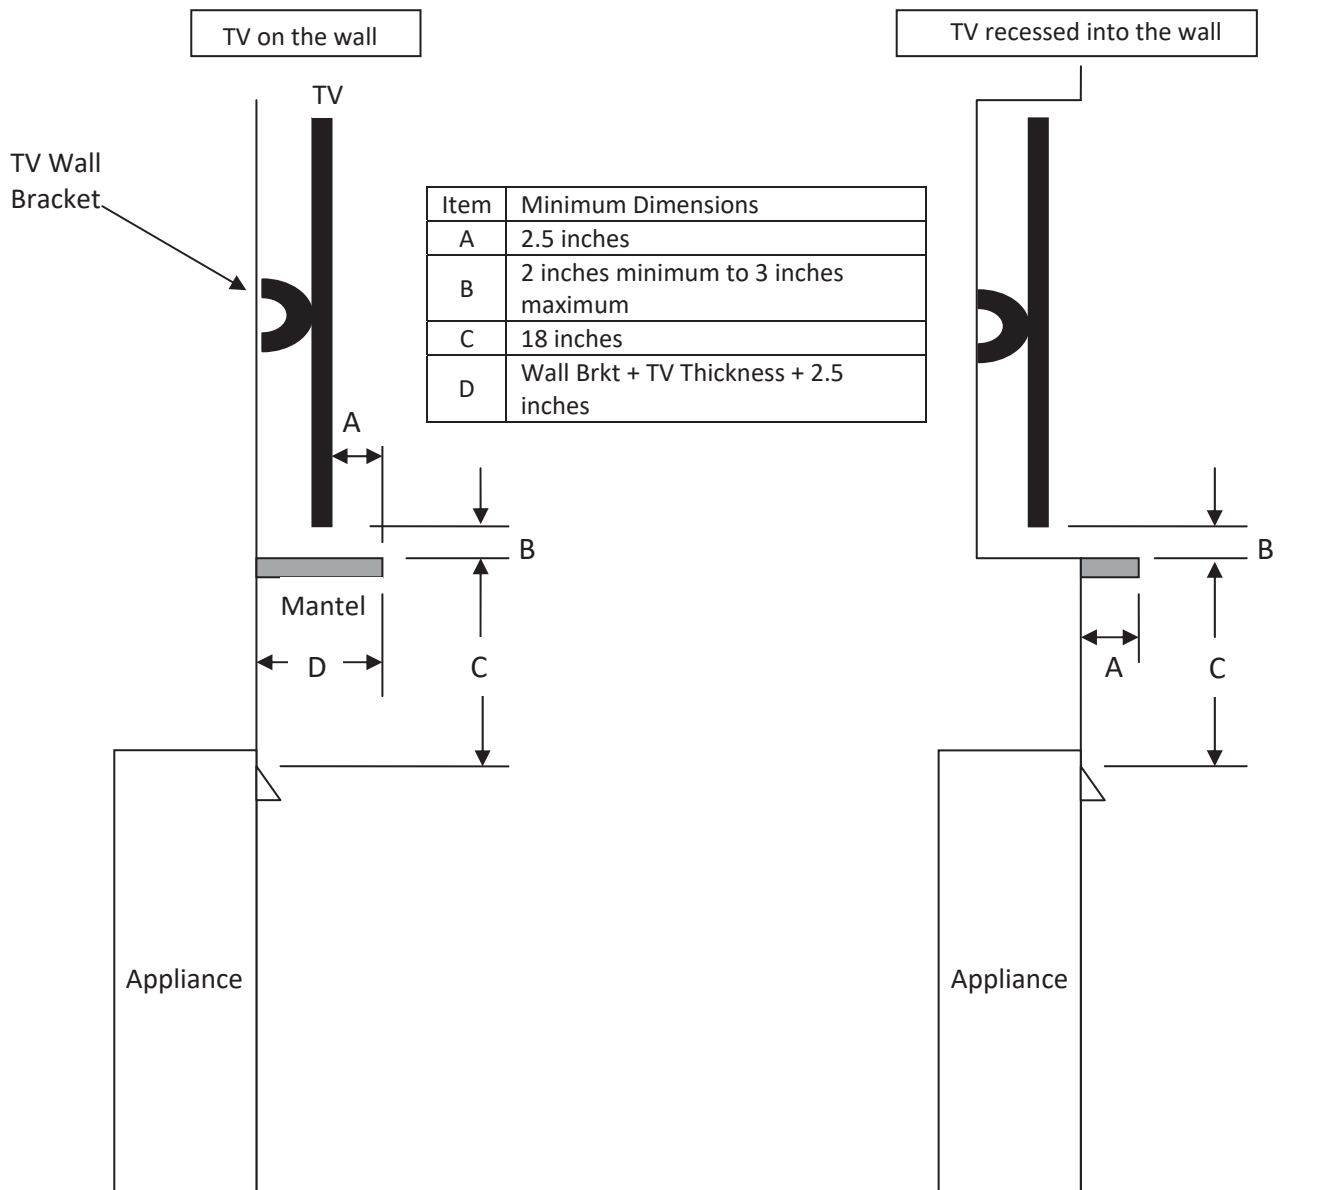 TV on the wall
TV recessed into the wall
TV
TV Wall
Bracket
Item Minimum Dimensions
A 2.5 inches
B 2 inches minimum to 3 inches
maximum
C 18 inches
D Wall Brkt + TV Thickness + 2.5
inches
A
B
B
Mantel
D
C
A
C
Appliance
Appliance